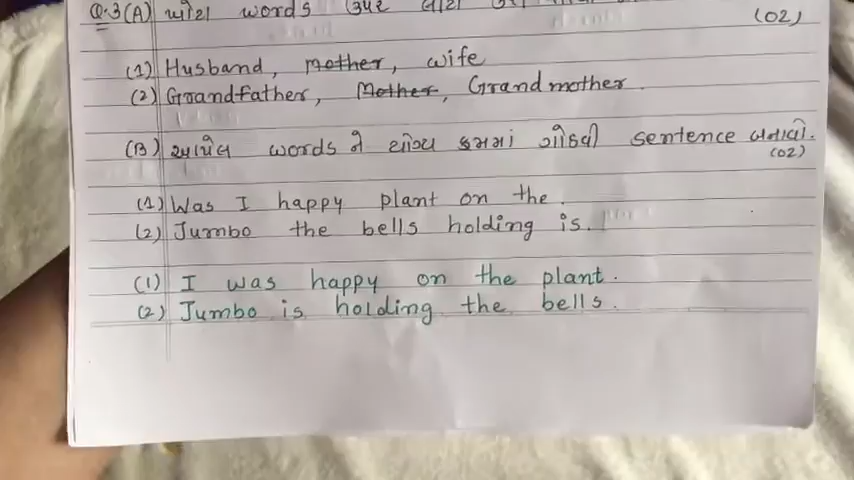 Q.3(A) ખોટા words ઉપર
(02)
(1) Husband, Mother, wife
(2) Grandfather, Mother, Grandmother.
(B) આપેલ words ને યોગ્ય ક્રમમાં ગોઠવી sentence બનાવો.
(02)
(1) Was I happy plant on the.
(2) Jumbo the bells holding is.
(1) I was happy on the plant.
(2) Jumbo is holding the bells.